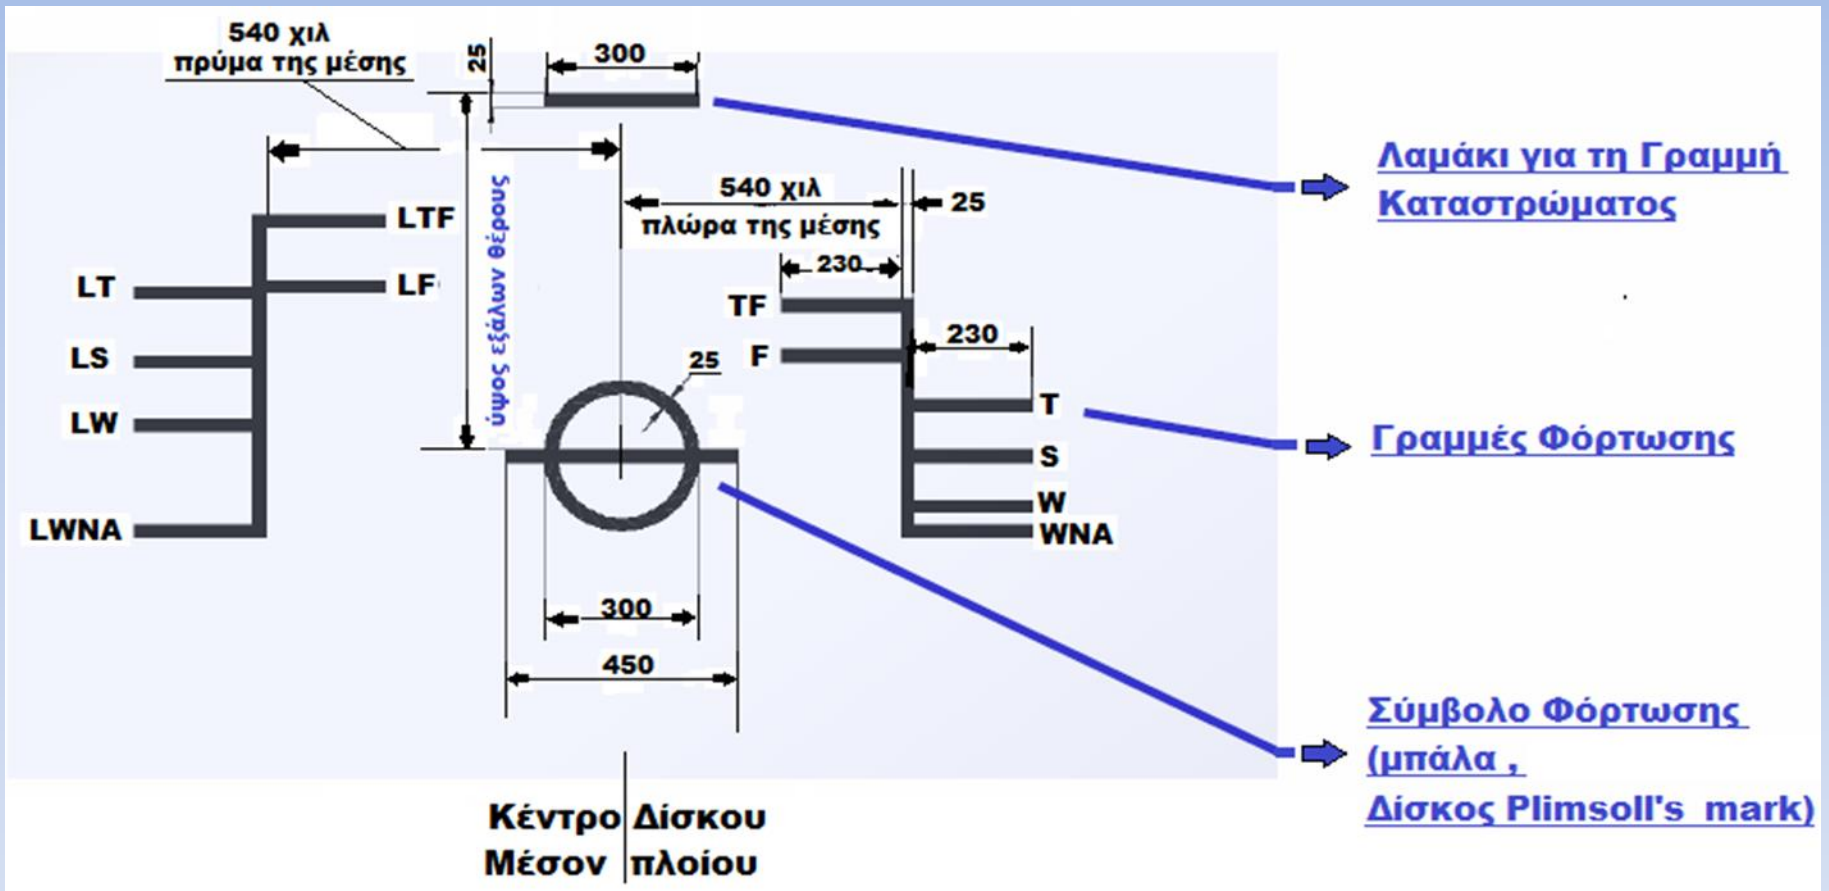 540 χιλ
πρύμα της μέσης
25
300
Λαμάκι για τη Γραμμή
Καταστρώματος
540 χιλ
πλώρα της μέσης
25
ύψος εξάλων θέρους
LTF
LF
LT
LS
LW
LWNA
230
TF
F
230
25
T
S
W
WNA
Γραμμές Φόρτωσης
300
450
Σύμβολο Φόρτωσης
(μπάλα ,
Δίσκος Plimsoll's mark)
Κέντρο Δίσκου
Μέσον πλοίου